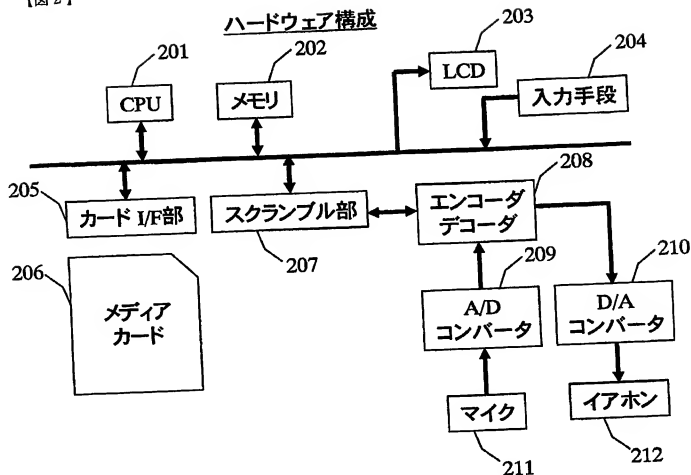 【図2】
ハードウェア構成
201
CPU
202
メモリ
203
LCD
204
入力手段
205
カード I/F部
206
メディア
カード
スクランブル部
207
208
エンコーダ
デコーダ
209
A/D
コンバータ
210
D/A
コンバータ
マイク
211
イアホン
212